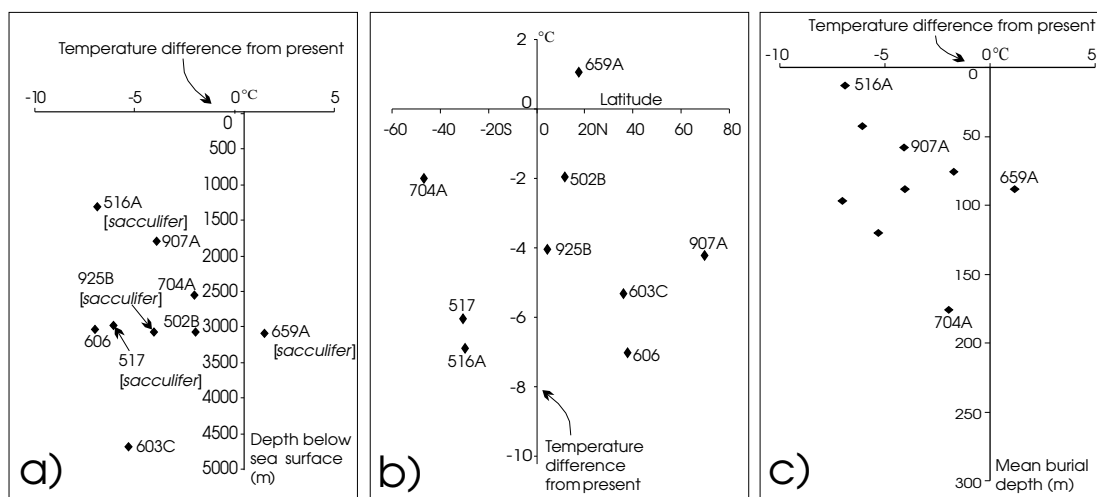 Temperature difference from present
-10
-5
0°C
5
0
500
1000
1500
2000
2500
3000
3500
4000
4500
5000
516A
[sacculifer]
907A
925B
[sacculifer]
704A
502B
606
517
[sacculifer]
659A
[sacculifer]
603C
Depth below
sea surface
(m)
a)
2
°C
659A
Latitude
0
-60
-40
-20S
0
20N
40
60
80
704A
-2
502B
-4
925B
907A
603C
517
-6
516A
606
-8
-10
Temperature
difference
from present
b)
Temperature difference from present
-10
-5
0°C
5
0
516A
50
907A
659A
100
150
704A
200
250
300
Mean burial
depth (m)
c)